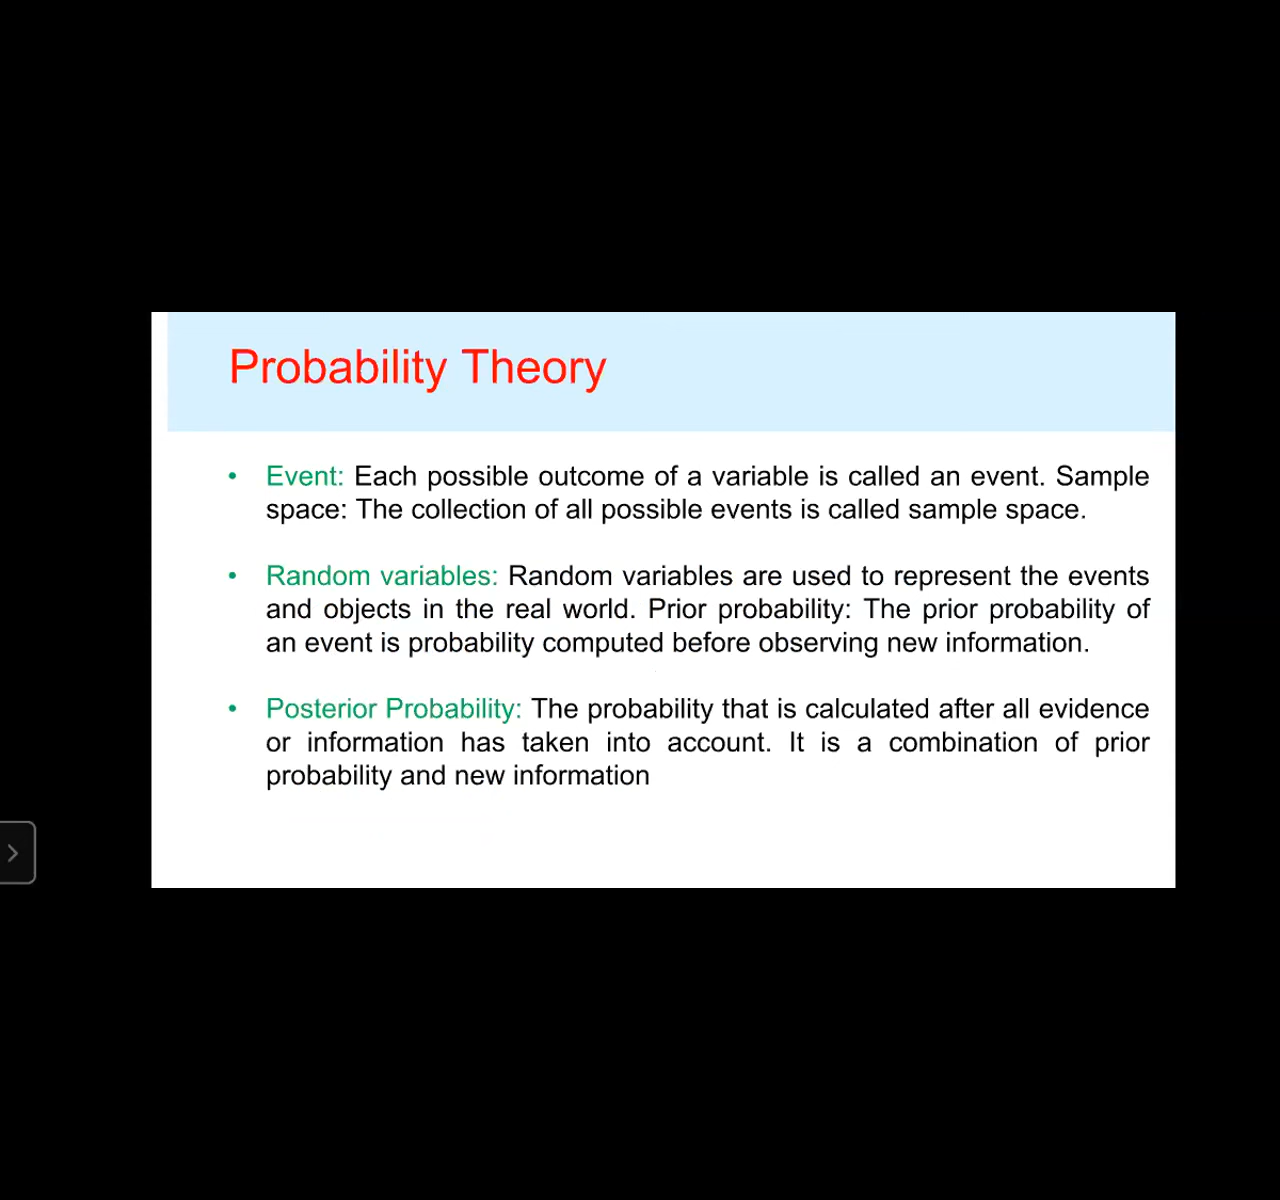 Probability Theory
• Event: Each possible outcome of a variable is called an event. Sample
space: The collection of all possible events is called sample space.
• Random variables: Random variables are used to represent the events
and objects in the real world. Prior probability: The prior probability of
an event is probability computed before observing new information.
• Posterior Probability: The probability that is calculated after all evidence
or information has taken into account. It is a combination of prior
probability and new information